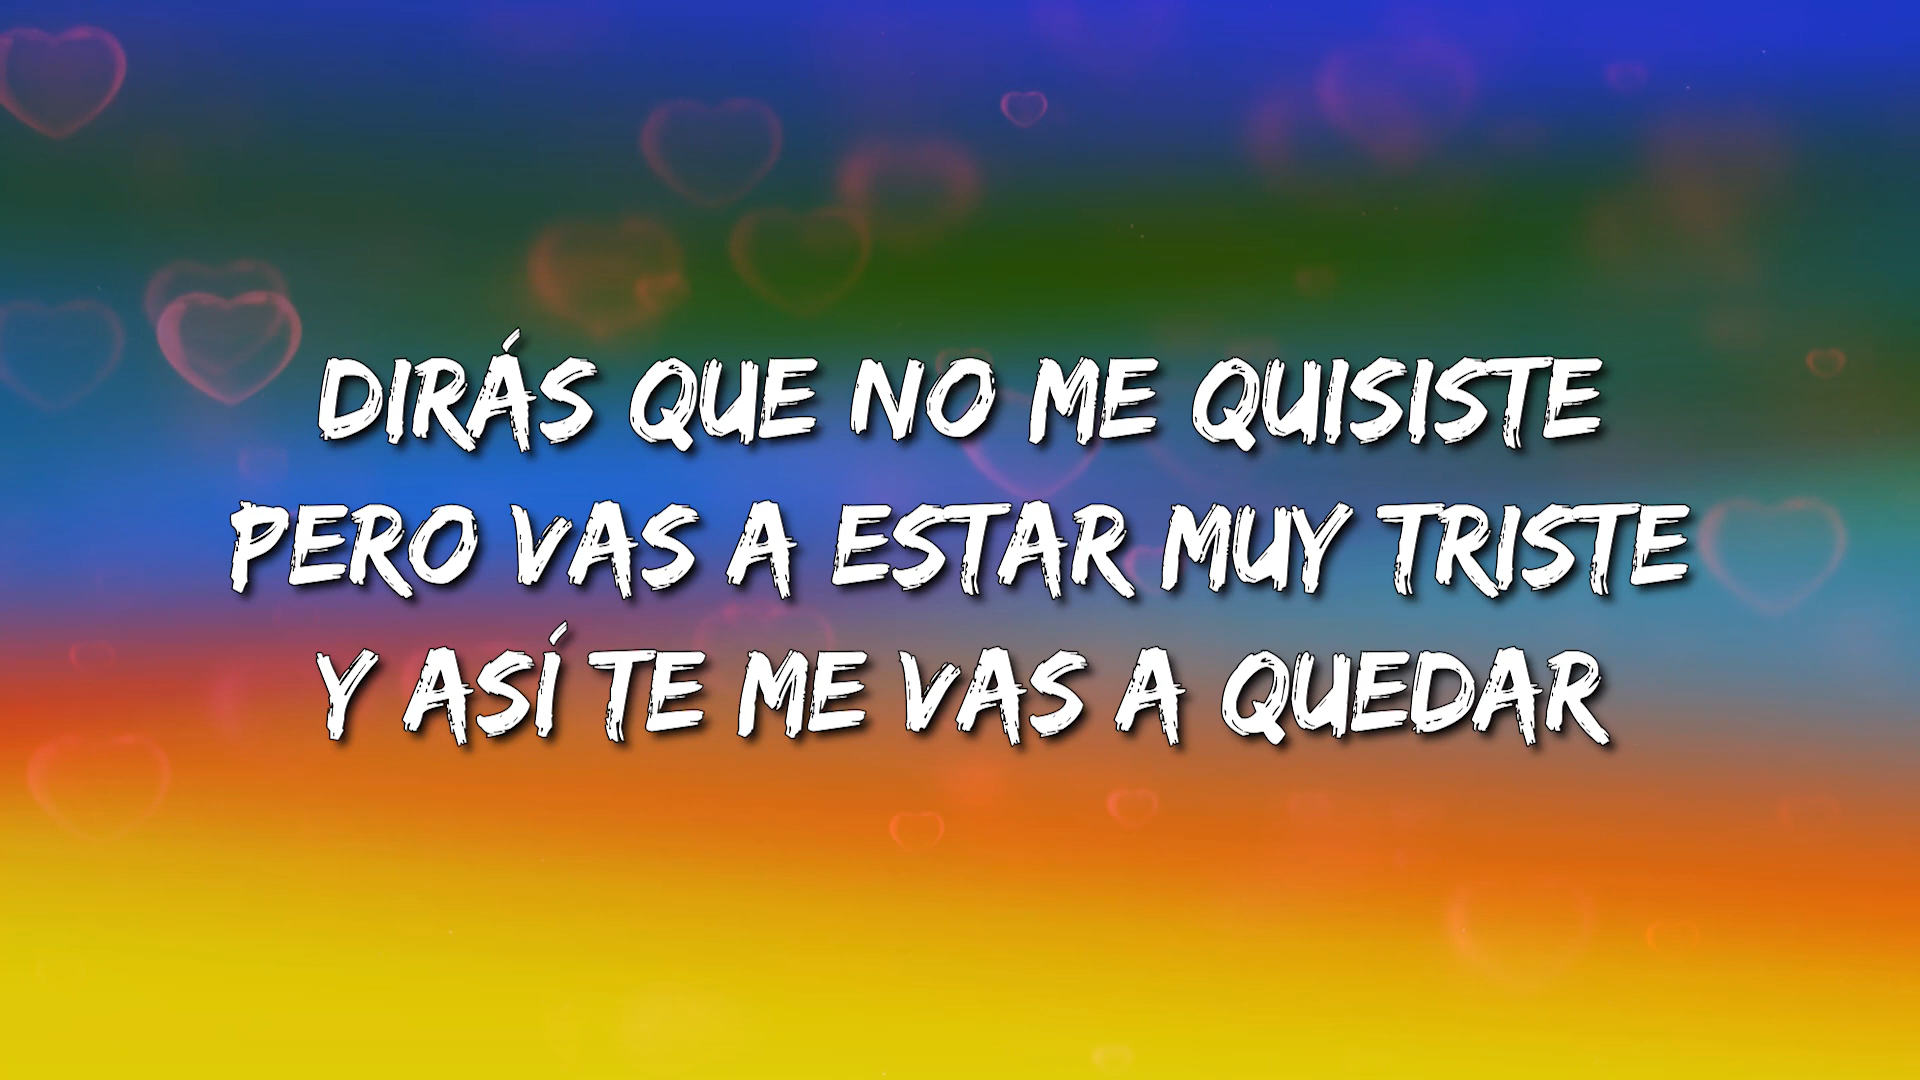 DIRÁS QUE NO ME QUISISTE
PERO VAS A ESTAR MUY TRISTE
Y ASÍ TE ME VAS A QUEDAR